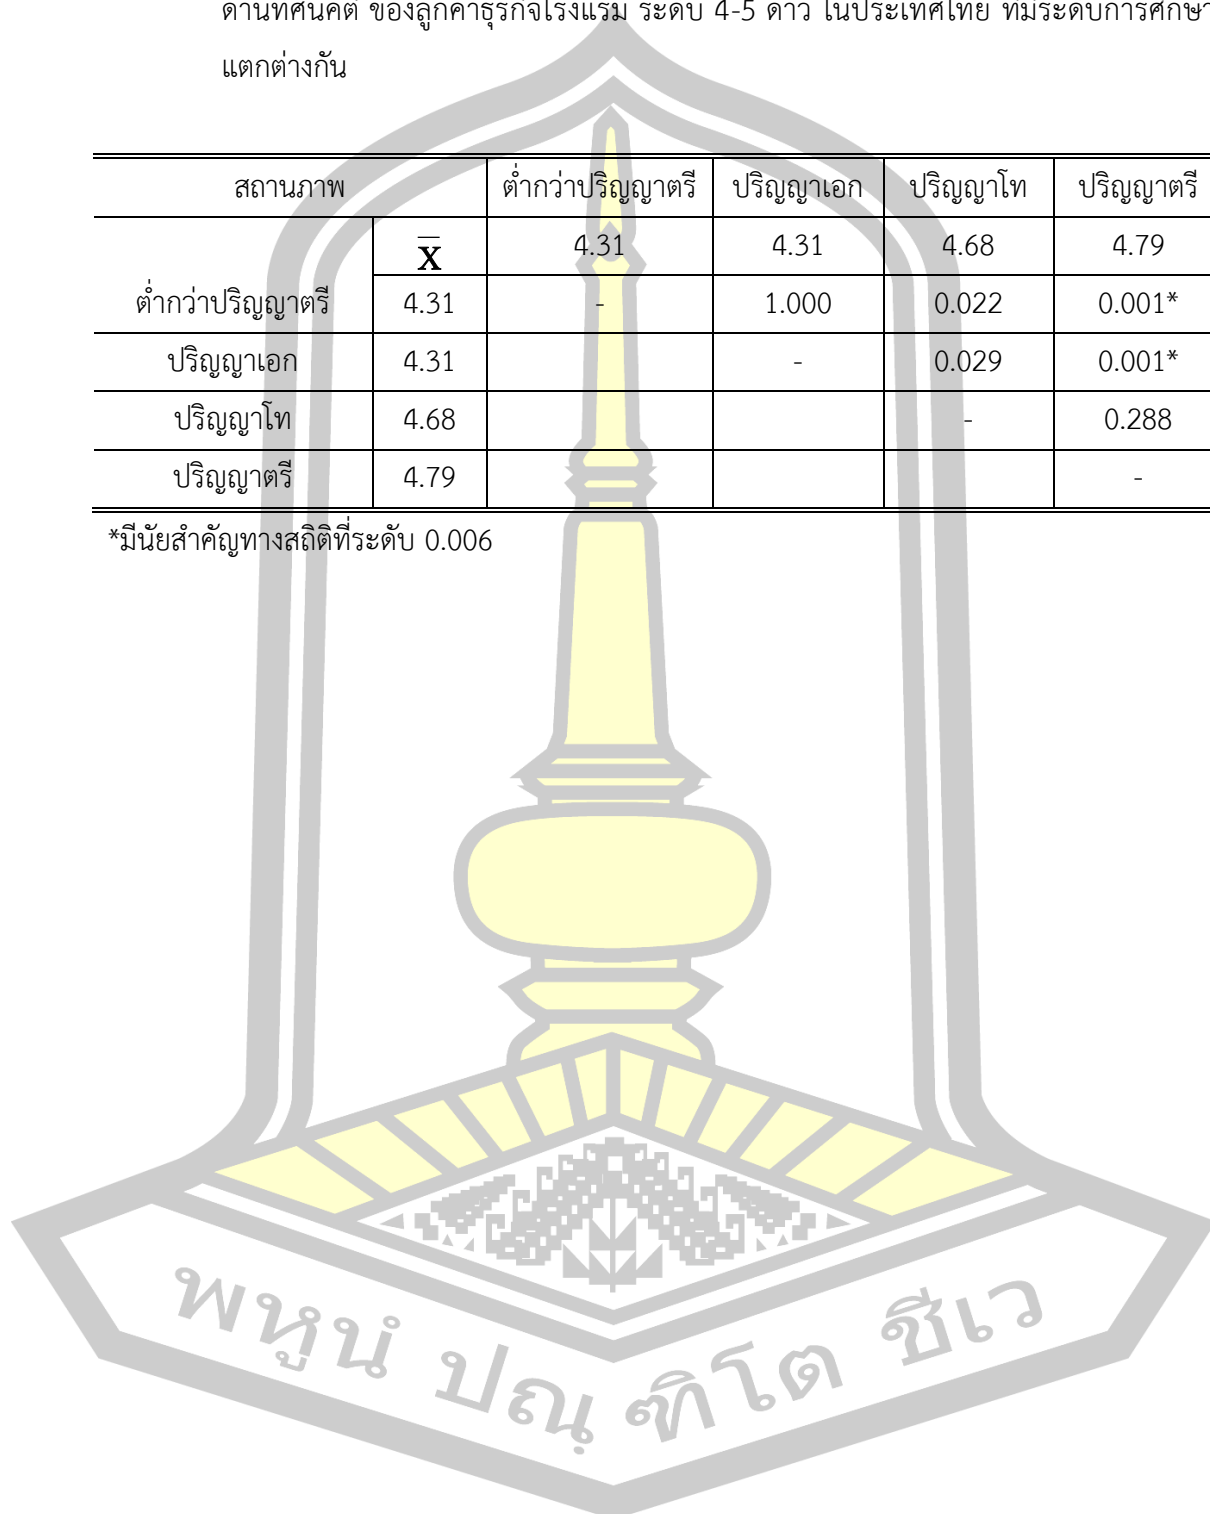 ด้านทัศนคติ ของลูกค้าธุรกิจโรงแรม ระดับ 4-5 ดาว ในประเทศไทย ที่มีระดับการศึกษา
แตกต่างกัน
สถานภาพ ต่ำกว่าปริญญาตรี ปริญญาเอก ปริญญาโท ปริญญาตรี
X̅ 4.31 4.31 4.68 4.79
ต่ำกว่าปริญญาตรี 4.31 - 1.000 0.022 0.001*
ปริญญาเอก 4.31 - 0.029 0.001*
ปริญญาโท 4.68 - 0.288
ปริญญาตรี 4.79 -
*มีนัยสำคัญทางสถิติที่ระดับ 0.006
พหูนํ ปณฺฑิโต ชีเว